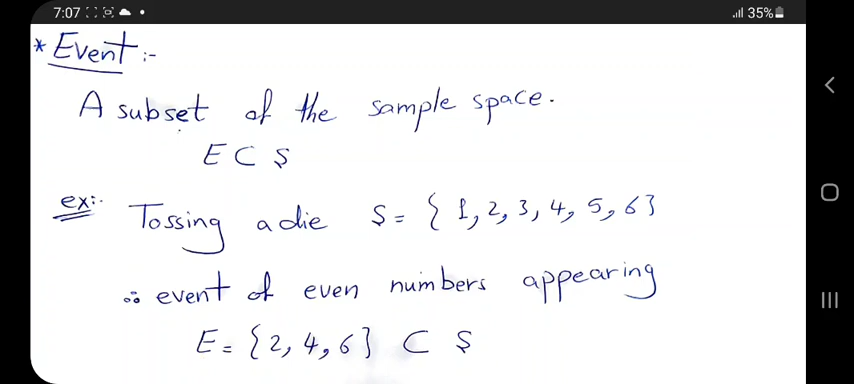 7:07 35%
* Event :-
A subset of the sample space.
E ⊂ S
ex:- Tossing a die S = { 1, 2, 3, 4, 5, 6 }
∴ event of even numbers appearing
E = { 2, 4, 6 } ⊂ S